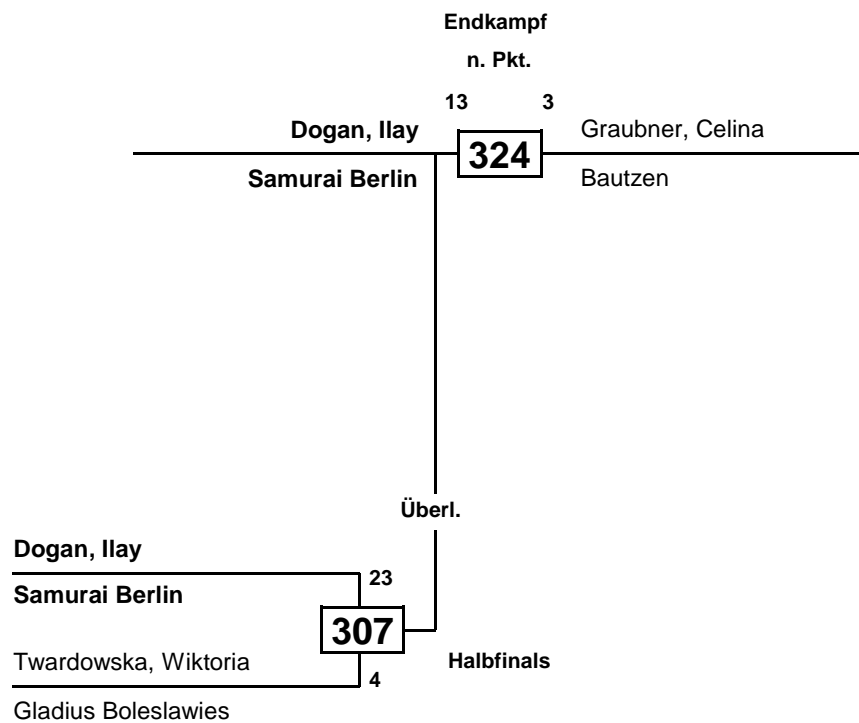 Endkampf
n. Pkt.
13 3
Dogan, Ilay 324 Graubner, Celina
Samurai Berlin Bautzen
Überl.
Dogan, Ilay
23
Samurai Berlin
307
Twardowska, Wiktoria Halbfinals
4
Gladius Boleslawies